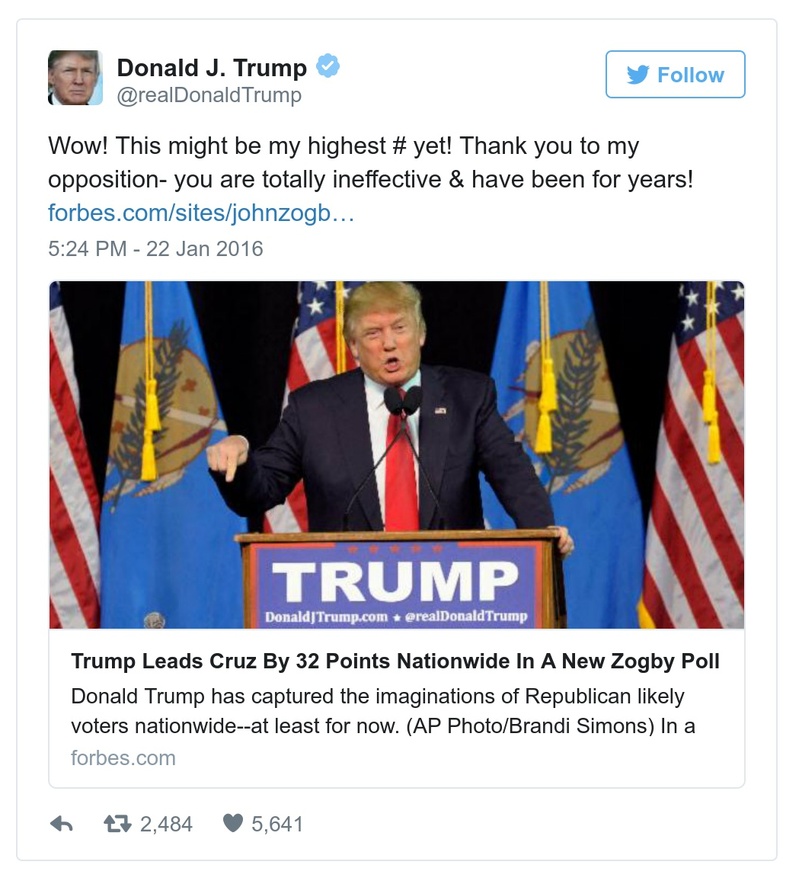 Donald J. Trump
@realDonaldTrump
Follow
Wow! This might be my highest # yet! Thank you to my
opposition- you are totally ineffective & have been for years!
forbes.com/sites/johnzogb…
5:24 PM - 22 Jan 2016
TRUMP
DonaldJTrump.com ★ @realDonaldTrump
Trump Leads Cruz By 32 Points Nationwide In A New Zogby Poll
Donald Trump has captured the imaginations of Republican likely
voters nationwide--at least for now. (AP Photo/Brandi Simons) In a
forbes.com
2,484 5,641